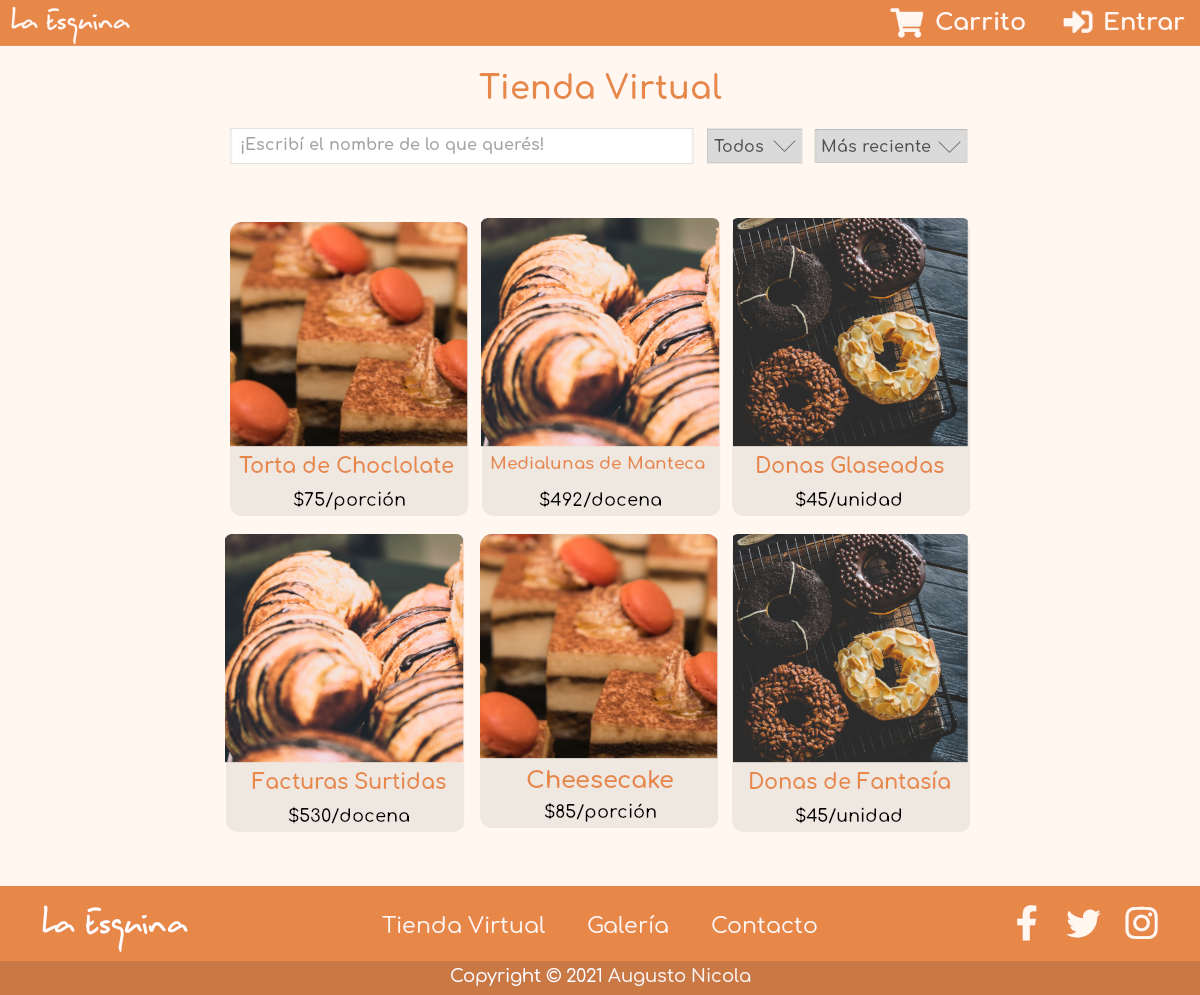 La Esquina
Carrito
Entrar
Tienda Virtual
¡Escribí el nombre de lo que querés!
Todos
Más reciente
Torta de Choclolate
Medialunas de Manteca
Donas Glaseadas
$75/porción
$492/docena
$45/unidad
Facturas Surtidas
Cheesecake
Donas de Fantasía
$530/docena
$85/porción
$45/unidad
La Esquina
Tienda Virtual
Galería
Contacto
Copyright © 2021 Augusto Nicola